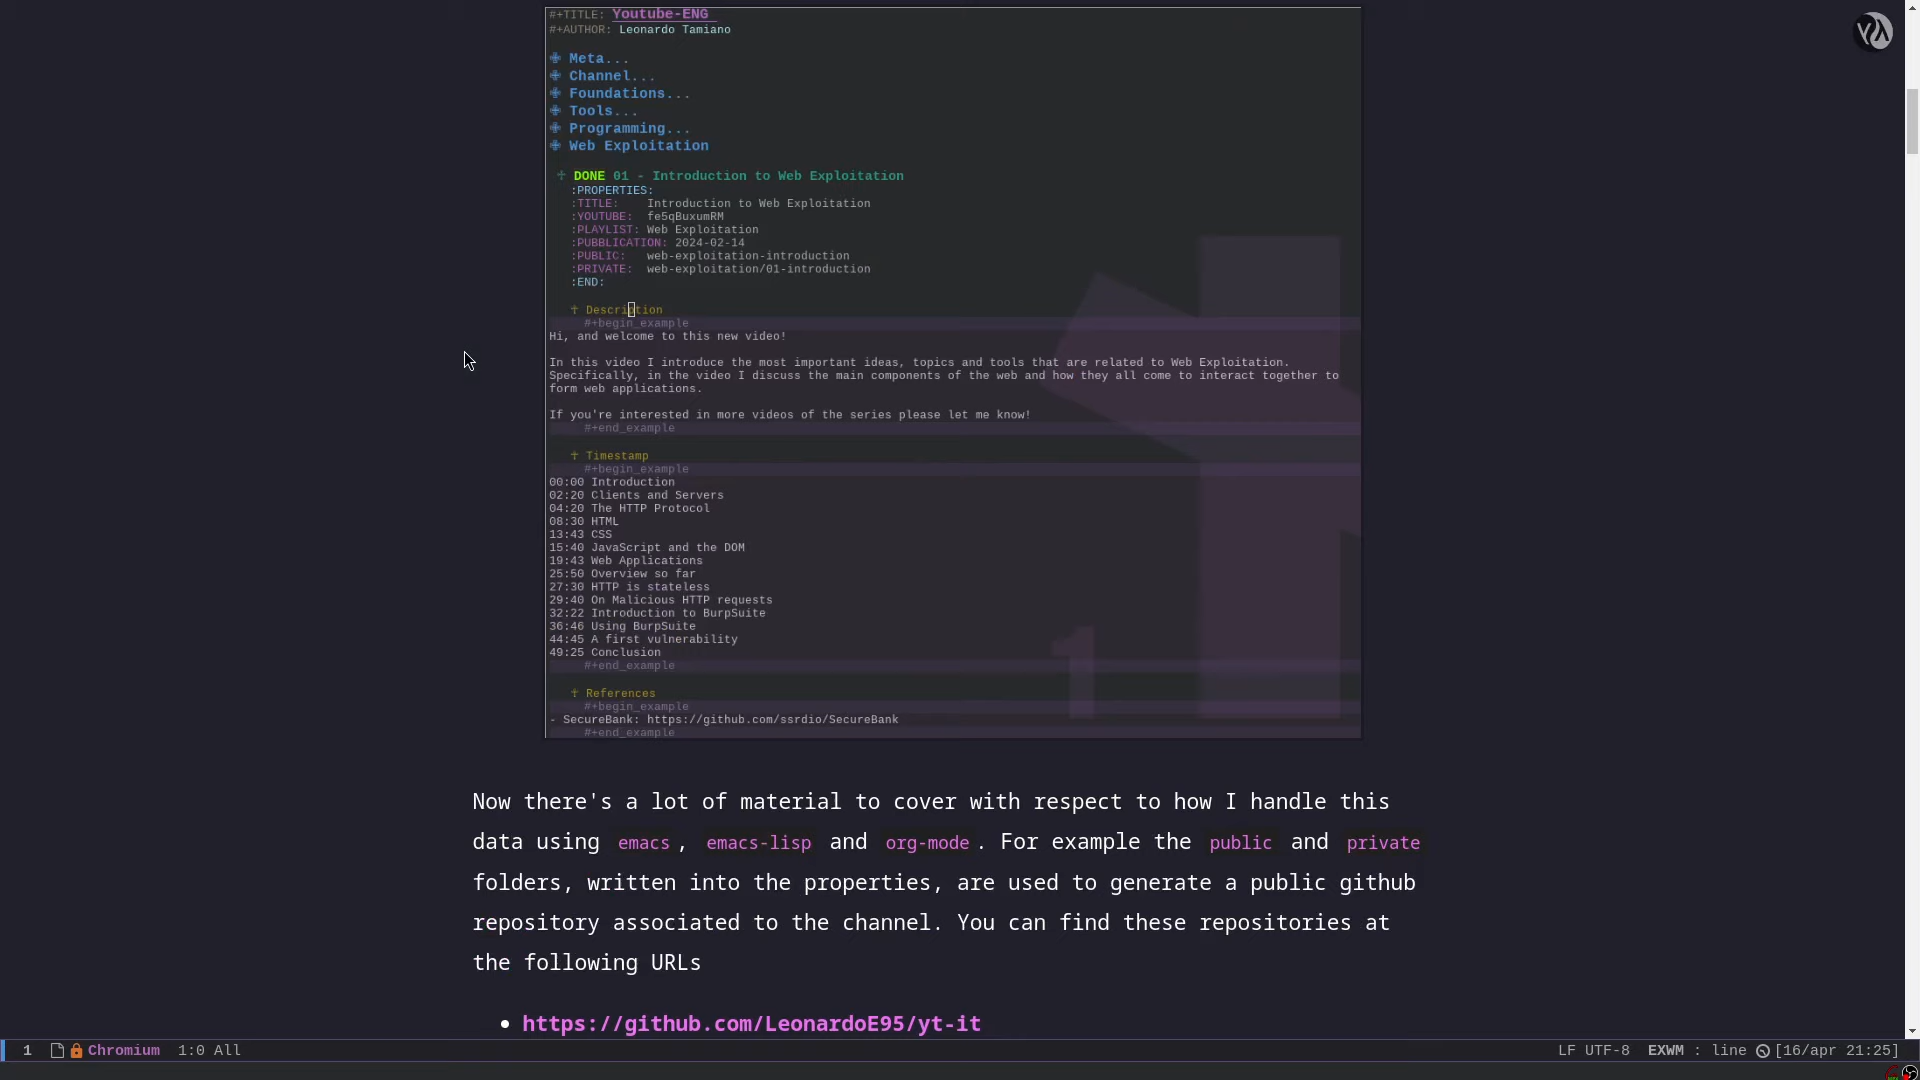 #+TITLE: Youtube-ENG
#+AUTHOR: Leonardo Tamiano
Meta...
Channel...
Foundations...
Tools...
Programming...
Web Exploitation
DONE 01 - Introduction to Web Exploitation
:PROPERTIES:
:TITLE: Introduction to Web Exploitation
:YOUTUBE: fe5qBuxumRM
:PLAYLIST: Web Exploitation
:PUBBLICATION: 2024-02-14
:PUBLIC: web-exploitation-introduction
:PRIVATE: web-exploitation/01-introduction
:END:
Description
#+begin_example
Hi, and welcome to this new video!
In this video I introduce the most important ideas, topics and tools that are related to Web Exploitation.
Specifically, in the video I discuss the main components of the web and how they all come to interact together to
form web applications.
If you're interested in more videos of the series please let me know!
#+end_example
Timestamp
#+begin_example
00:00 Introduction
02:20 Clients and Servers
04:20 The HTTP Protocol
08:30 HTML
13:43 CSS
15:40 JavaScript and the DOM
19:43 Web Applications
25:50 Overview so far
27:30 HTTP is stateless
29:40 On Malicious HTTP requests
32:22 Introduction to BurpSuite
36:46 Using BurpSuite
44:45 A first vulnerability
49:25 Conclusion
#+end_example
References
#+begin_example
- SecureBank: https://github.com/ssrdio/SecureBank
#+end_example
Now there's a lot of material to cover with respect to how I handle this
data using emacs, emacs-lisp and org-mode. For example the public and private
folders, written into the properties, are used to generate a public github
repository associated to the channel. You can find these repositories at
the following URLs
• https://github.com/LeonardoE95/yt-it
1 Chromium 1:0 All LF UTF-8 EXWM : line [16/apr 21:25]